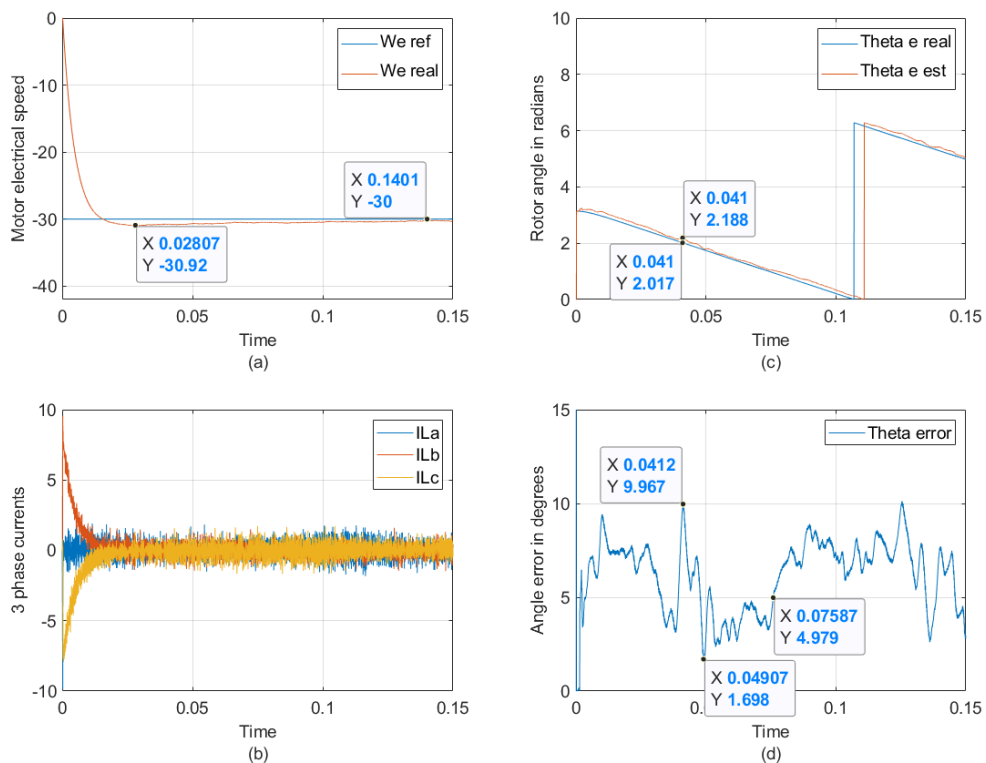 0
-10
-20
-30
-40
Motor electrical speed
We ref
We real
X 0.1401
Y -30
X 0.02807
Y -30.92
0
0.05
0.1
0.15
Time
(a)
10
8
6
4
2
0
Rotor angle in radians
Theta e real
Theta e est
X 0.041
Y 2.188
X 0.041
Y 2.017
0
0.05
0.1
0.15
Time
(c)
10
5
0
-5
-10
3 phase currents
ILa
ILb
ILc
0
0.05
0.1
0.15
Time
(b)
15
10
5
0
Angle error in degrees
Theta error
X 0.0412
Y 9.967
X 0.07587
Y 4.979
X 0.04907
Y 1.698
0
0.05
0.1
0.15
Time
(d)